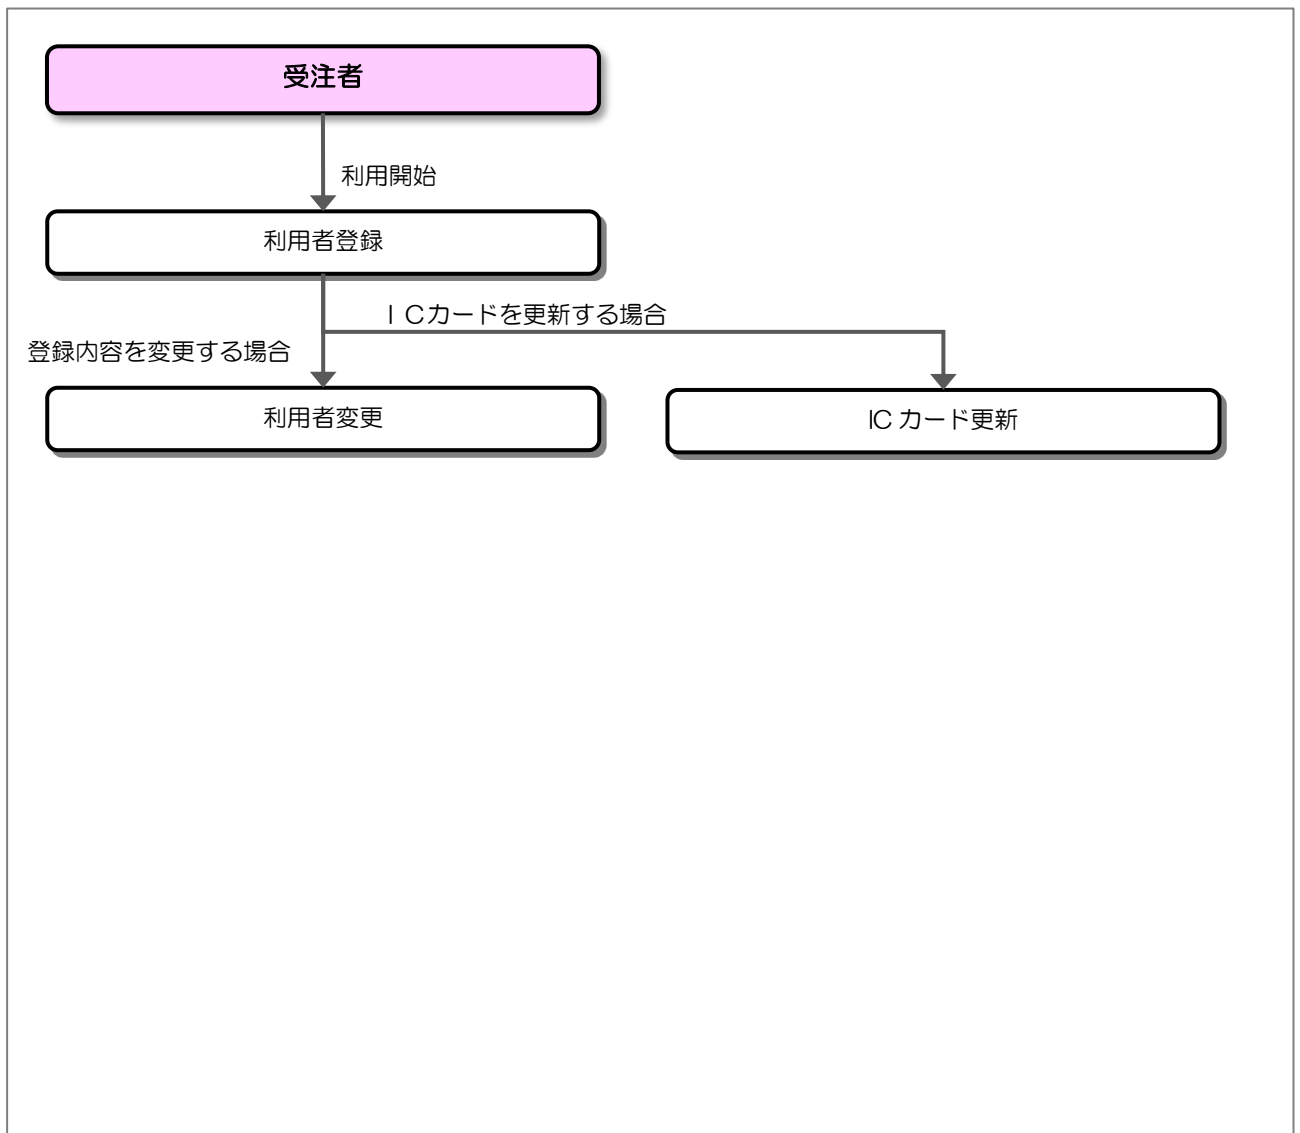 受注者
利用開始
利用者登録
ＩＣカードを更新する場合
登録内容を変更する場合
利用者変更
IC カード更新